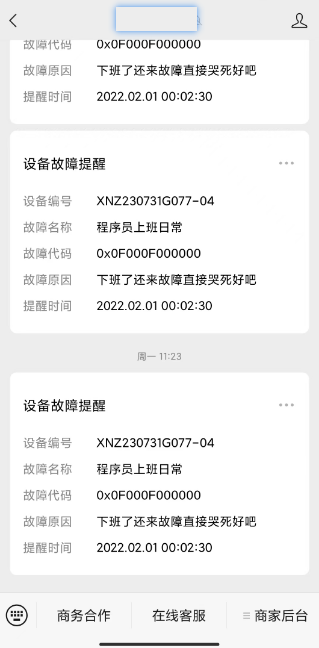 故障代码 0x0F000F000000
故障原因 下班了还来故障直接哭死好吧
提醒时间 2022.02.01 00:02:30
设备故障提醒
设备编号 XNZ230731G077-04
故障名称 程序员上班日常
故障代码 0x0F000F000000
故障原因 下班了还来故障直接哭死好吧
提醒时间 2022.02.01 00:02:30
周一 11:23
设备故障提醒
设备编号 XNZ230731G077-04
故障名称 程序员上班日常
故障代码 0x0F000F000000
故障原因 下班了还来故障直接哭死好吧
提醒时间 2022.02.01 00:02:30
商务合作 在线客服 商家后台